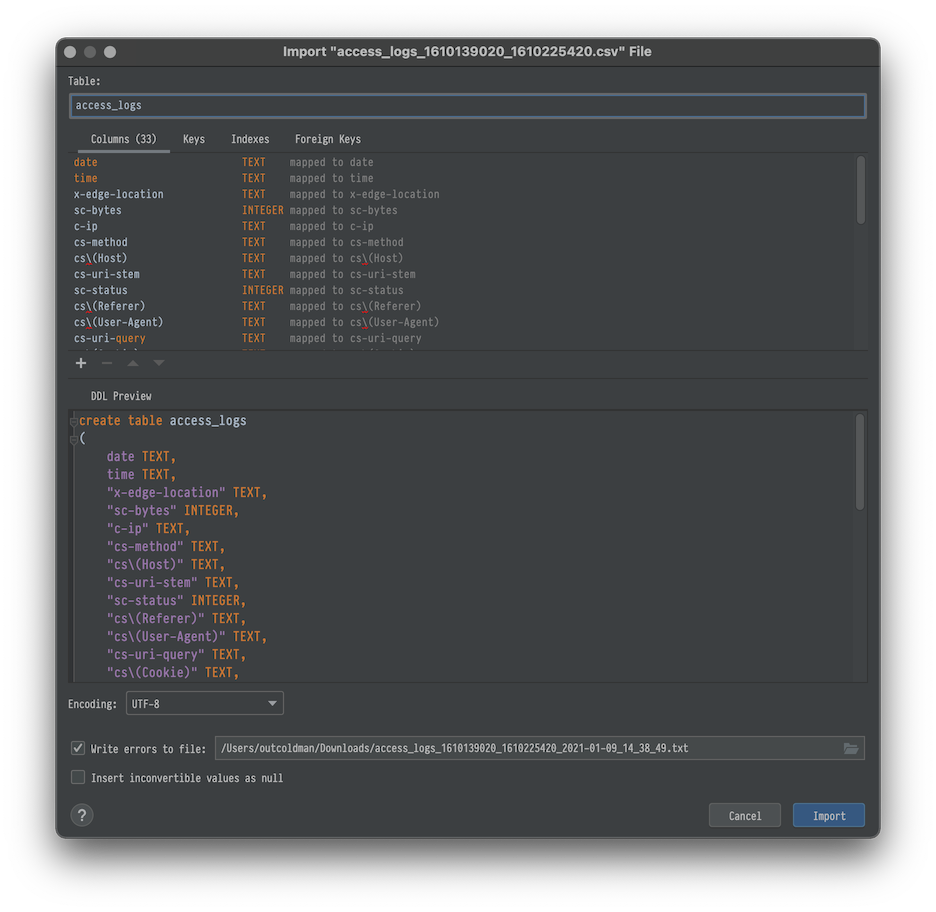 Import "access_logs_1610139020_1610225420.csv" File
Table:
access_logs
Columns (33) Keys Indexes Foreign Keys
date TEXT mapped to date
time TEXT mapped to time
x-edge-location TEXT mapped to x-edge-location
sc-bytes INTEGER mapped to sc-bytes
c-ip TEXT mapped to c-ip
cs-method TEXT mapped to cs-method
cs\(Host) TEXT mapped to cs\(Host)
cs-uri-stem TEXT mapped to cs-uri-stem
sc-status INTEGER mapped to sc-status
cs\(Referer) TEXT mapped to cs\(Referer)
cs\(User-Agent) TEXT mapped to cs\(User-Agent)
cs-uri-query TEXT mapped to cs-uri-query
DDL Preview
create table access_logs
(
date TEXT,
time TEXT,
"x-edge-location" TEXT,
"sc-bytes" INTEGER,
"c-ip" TEXT,
"cs-method" TEXT,
"cs\(Host)" TEXT,
"cs-uri-stem" TEXT,
"sc-status" INTEGER,
"cs\(Referer)" TEXT,
"cs\(User-Agent)" TEXT,
"cs-uri-query" TEXT,
"cs\(Cookie)" TEXT,
Encoding: UTF-8
Write errors to file: /Users/outcoldman/Downloads/access_logs_1610139020_1610225420_2021-01-09_14_38_49.txt
Insert inconvertible values as null
? Cancel Import